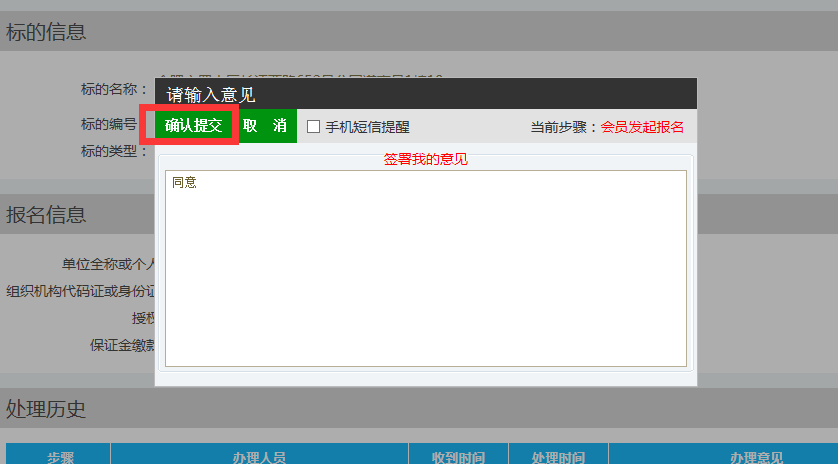 标的信息
标的名称：
请输入意见
标的编号
确认提交 取 消 手机短信提醒 当前步骤：会员发起报名
标的类型：
签署我的意见
同意
报名信息
单位全称或个人
组织机构代码证或身份证
授权
保证金缴款
处理历史
步骤 办理人员 收到时间 处理时间 办理意见